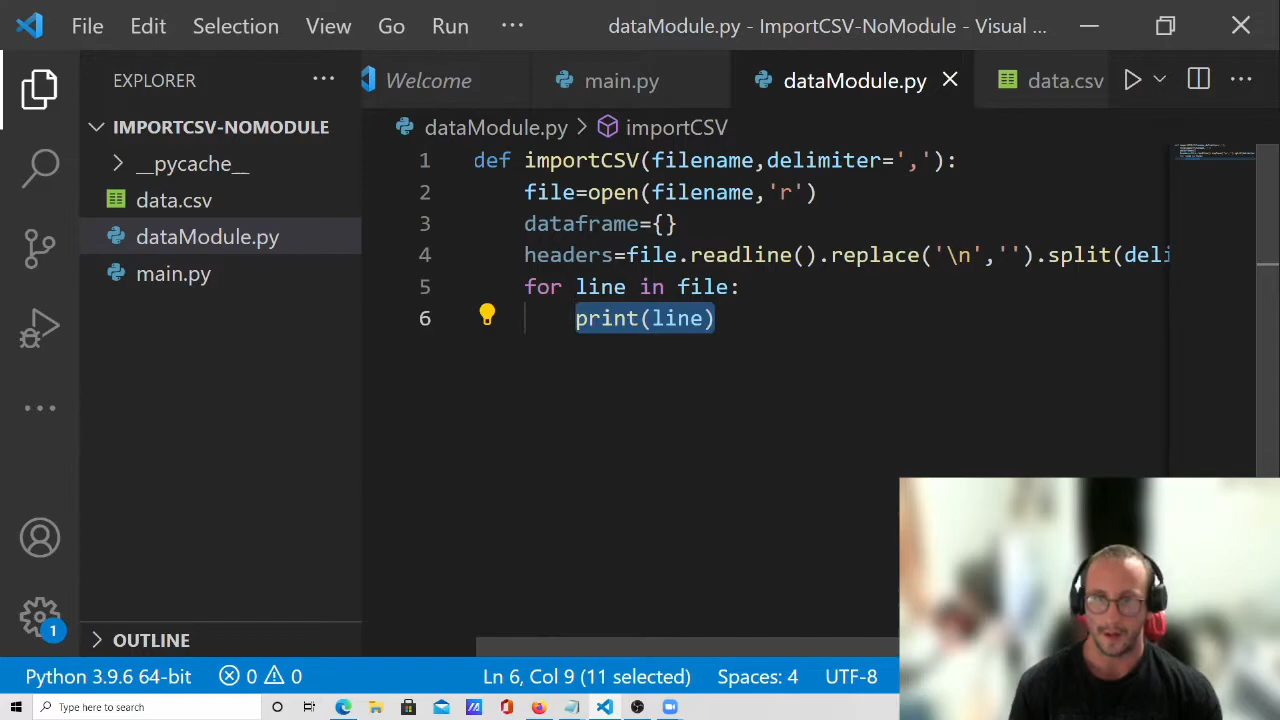 File Edit Selection View Go Run ··· dataModule.py - ImportCSV-NoModule - Visual ...
EXPLORER ···
Welcome main.py dataModule.py data.csv ···
IMPORTCSV-NOMODULE
dataModule.py > importCSV
__pycache__
data.csv
dataModule.py
main.py
···
1 def importCSV(filename,delimiter=','):
2 file=open(filename,'r')
3 dataframe={}
4 headers=file.readline().replace('\n','').split(deli
5 for line in file:
6 print(line)
OUTLINE
1
Python 3.9.6 64-bit 0 0 Ln 6, Col 9 (11 selected) Spaces: 4 UTF-8
Type here to search